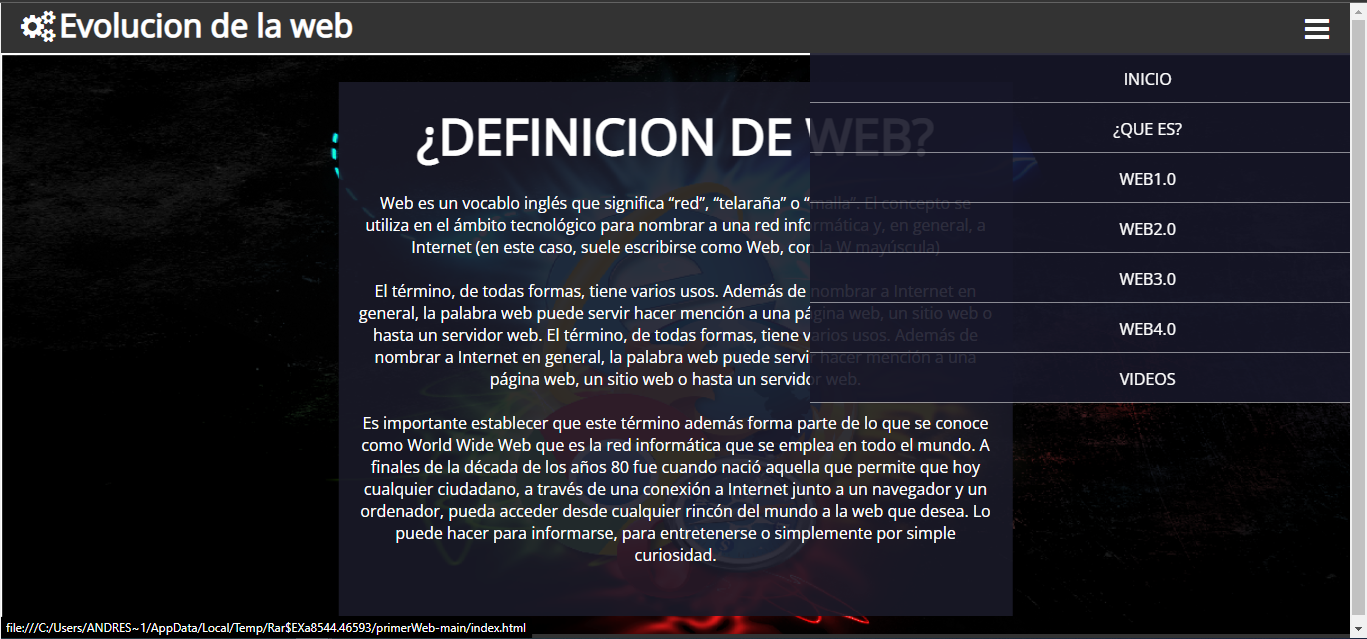 Evolucion de la web
INICIO
¿QUE ES?
WEB1.0
WEB2.0
WEB3.0
WEB4.0
VIDEOS
¿DEFINICION DE WEB?
Web es un vocablo inglés que significa “red”, “telaraña” o “malla”. El concepto se
utiliza en el ámbito tecnológico para nombrar a una red informática y, en general, a
Internet (en este caso, suele escribirse como Web, con la W mayúscula)
El término, de todas formas, tiene varios usos. Además de nombrar a Internet en
general, la palabra web puede servir hacer mención a una página web, un sitio web o
hasta un servidor web. El término, de todas formas, tiene varios usos. Además de
nombrar a Internet en general, la palabra web puede servir hacer mención a una
página web, un sitio web o hasta un servidor web.
Es importante establecer que este término además forma parte de lo que se conoce
como World Wide Web que es la red informática que se emplea en todo el mundo. A
finales de la década de los años 80 fue cuando nació aquella que permite que hoy
cualquier ciudadano, a través de una conexión a Internet junto a un navegador y un
ordenador, pueda acceder desde cualquier rincón del mundo a la web que desea. Lo
puede hacer para informarse, para entretenerse o simplemente por simple
curiosidad.
file:///C:/Users/ANDRES~1/AppData/Local/Temp/Rar$EXa8544.46593/primerWeb-main/index.html